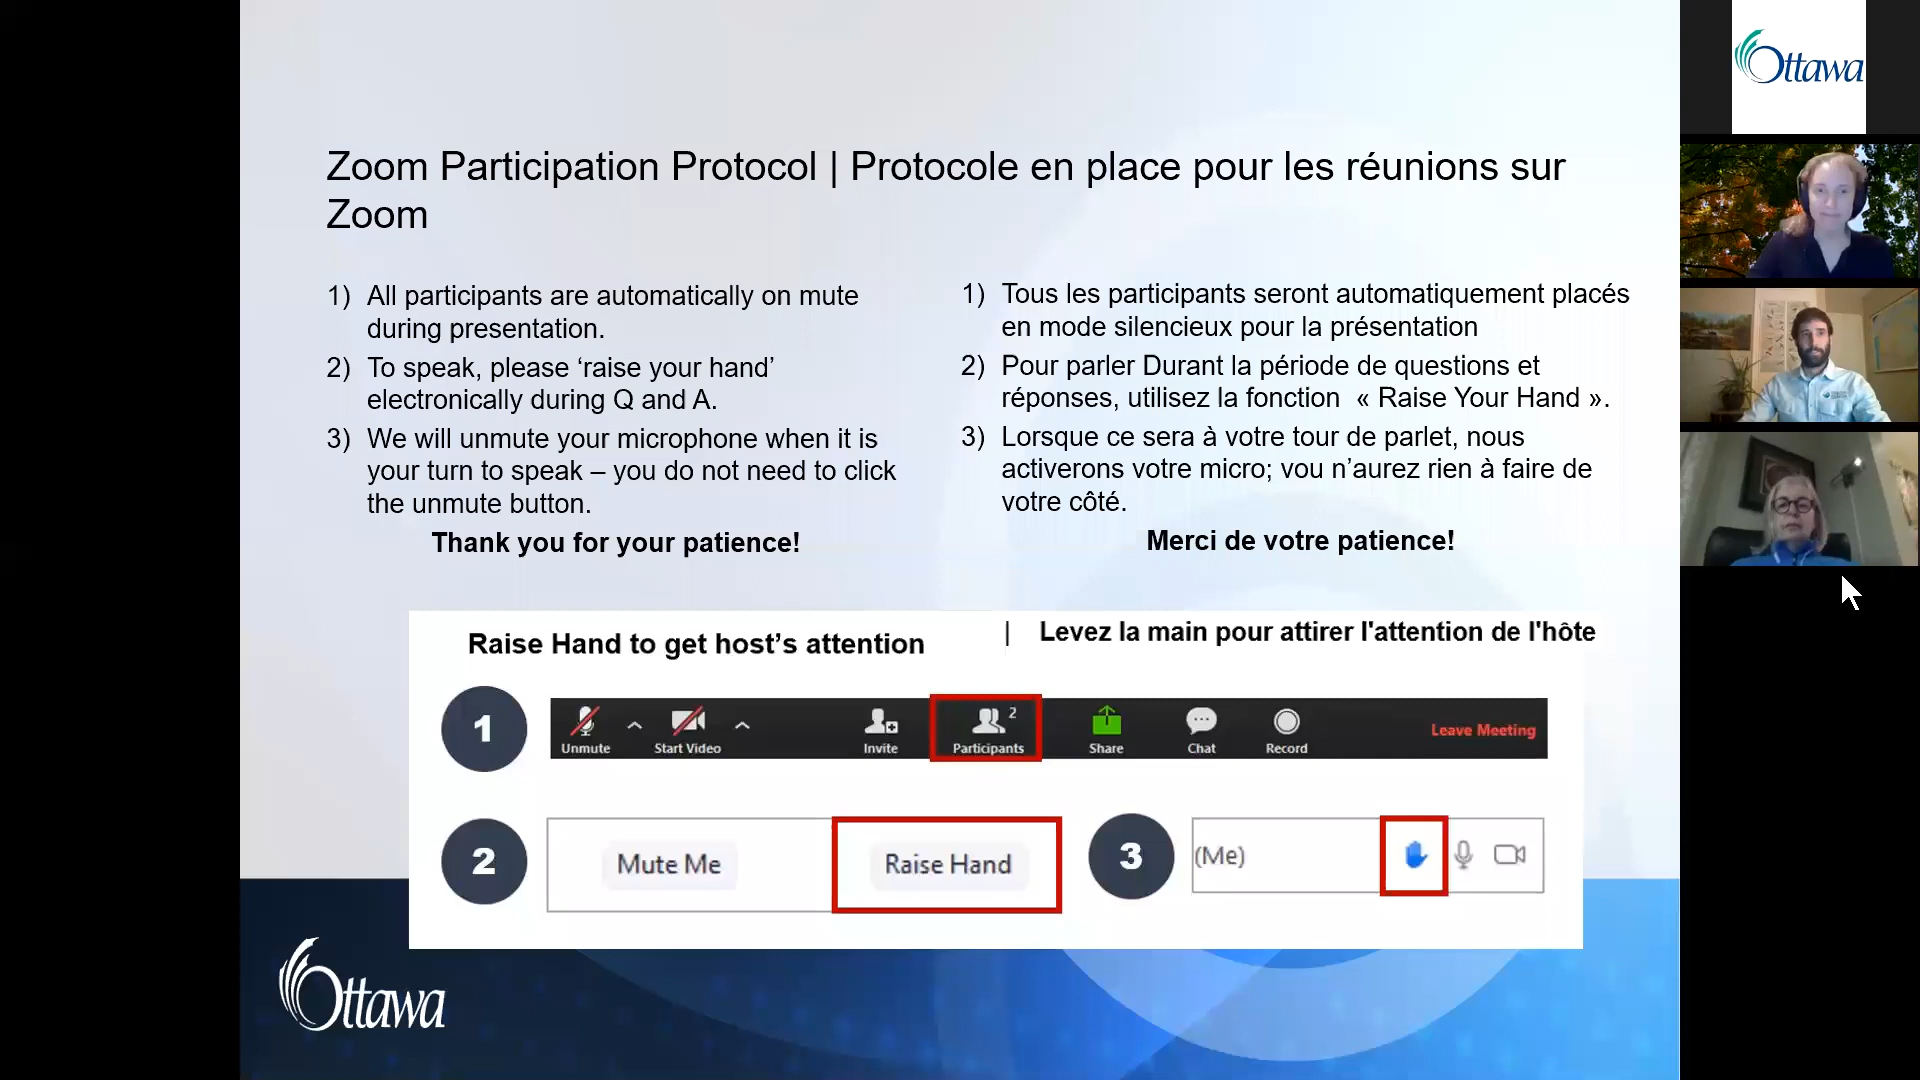 Zoom Participation Protocol | Protocole en place pour les réunions sur
Zoom
1) All participants are automatically on mute
during presentation.
2) To speak, please ‘raise your hand’
electronically during Q and A.
3) We will unmute your microphone when it is
your turn to speak – you do not need to click
the unmute button.
Thank you for your patience!
1) Tous les participants seront automatiquement placés
en mode silencieux pour la présentation
2) Pour parler Durant la période de questions et
réponses, utilisez la fonction « Raise Your Hand ».
3) Lorsque ce sera à votre tour de parlet, nous
activerons votre micro; vou n’aurez rien à faire de
votre côté.
Merci de votre patience!
Raise Hand to get host’s attention | Levez la main pour attirer l'attention de l'hôte
1
Unmute Start Video Invite Participants 2 Share Chat Record Leave Meeting
2
Mute Me Raise Hand
3
(Me)
Ottawa
Ottawa